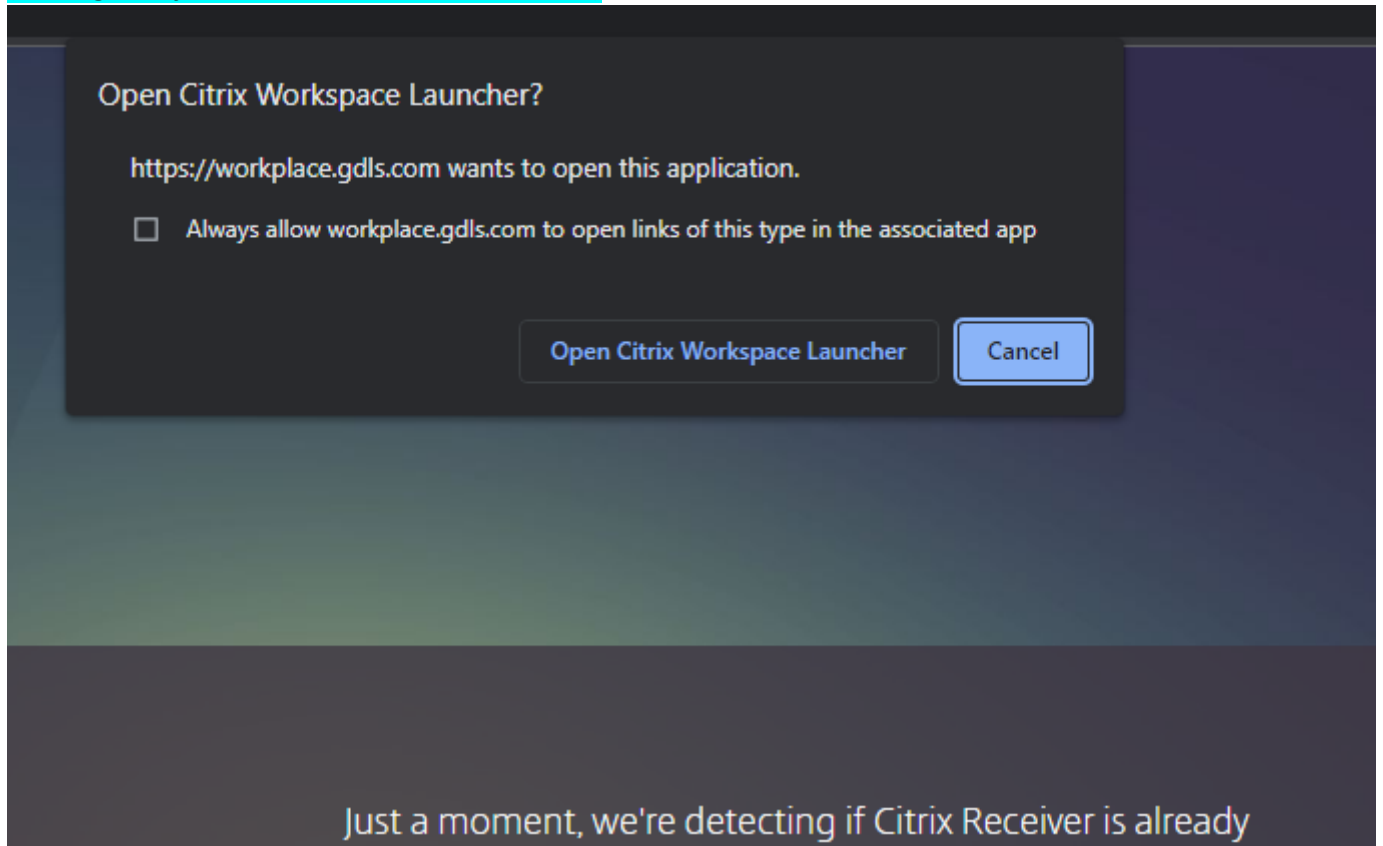 Open Citrix Workspace Launcher?
https://workplace.gdls.com wants to open this application.
Always allow workplace.gdls.com to open links of this type in the associated app
Open Citrix Workspace Launcher
Cancel
Just a moment, we're detecting if Citrix Receiver is already